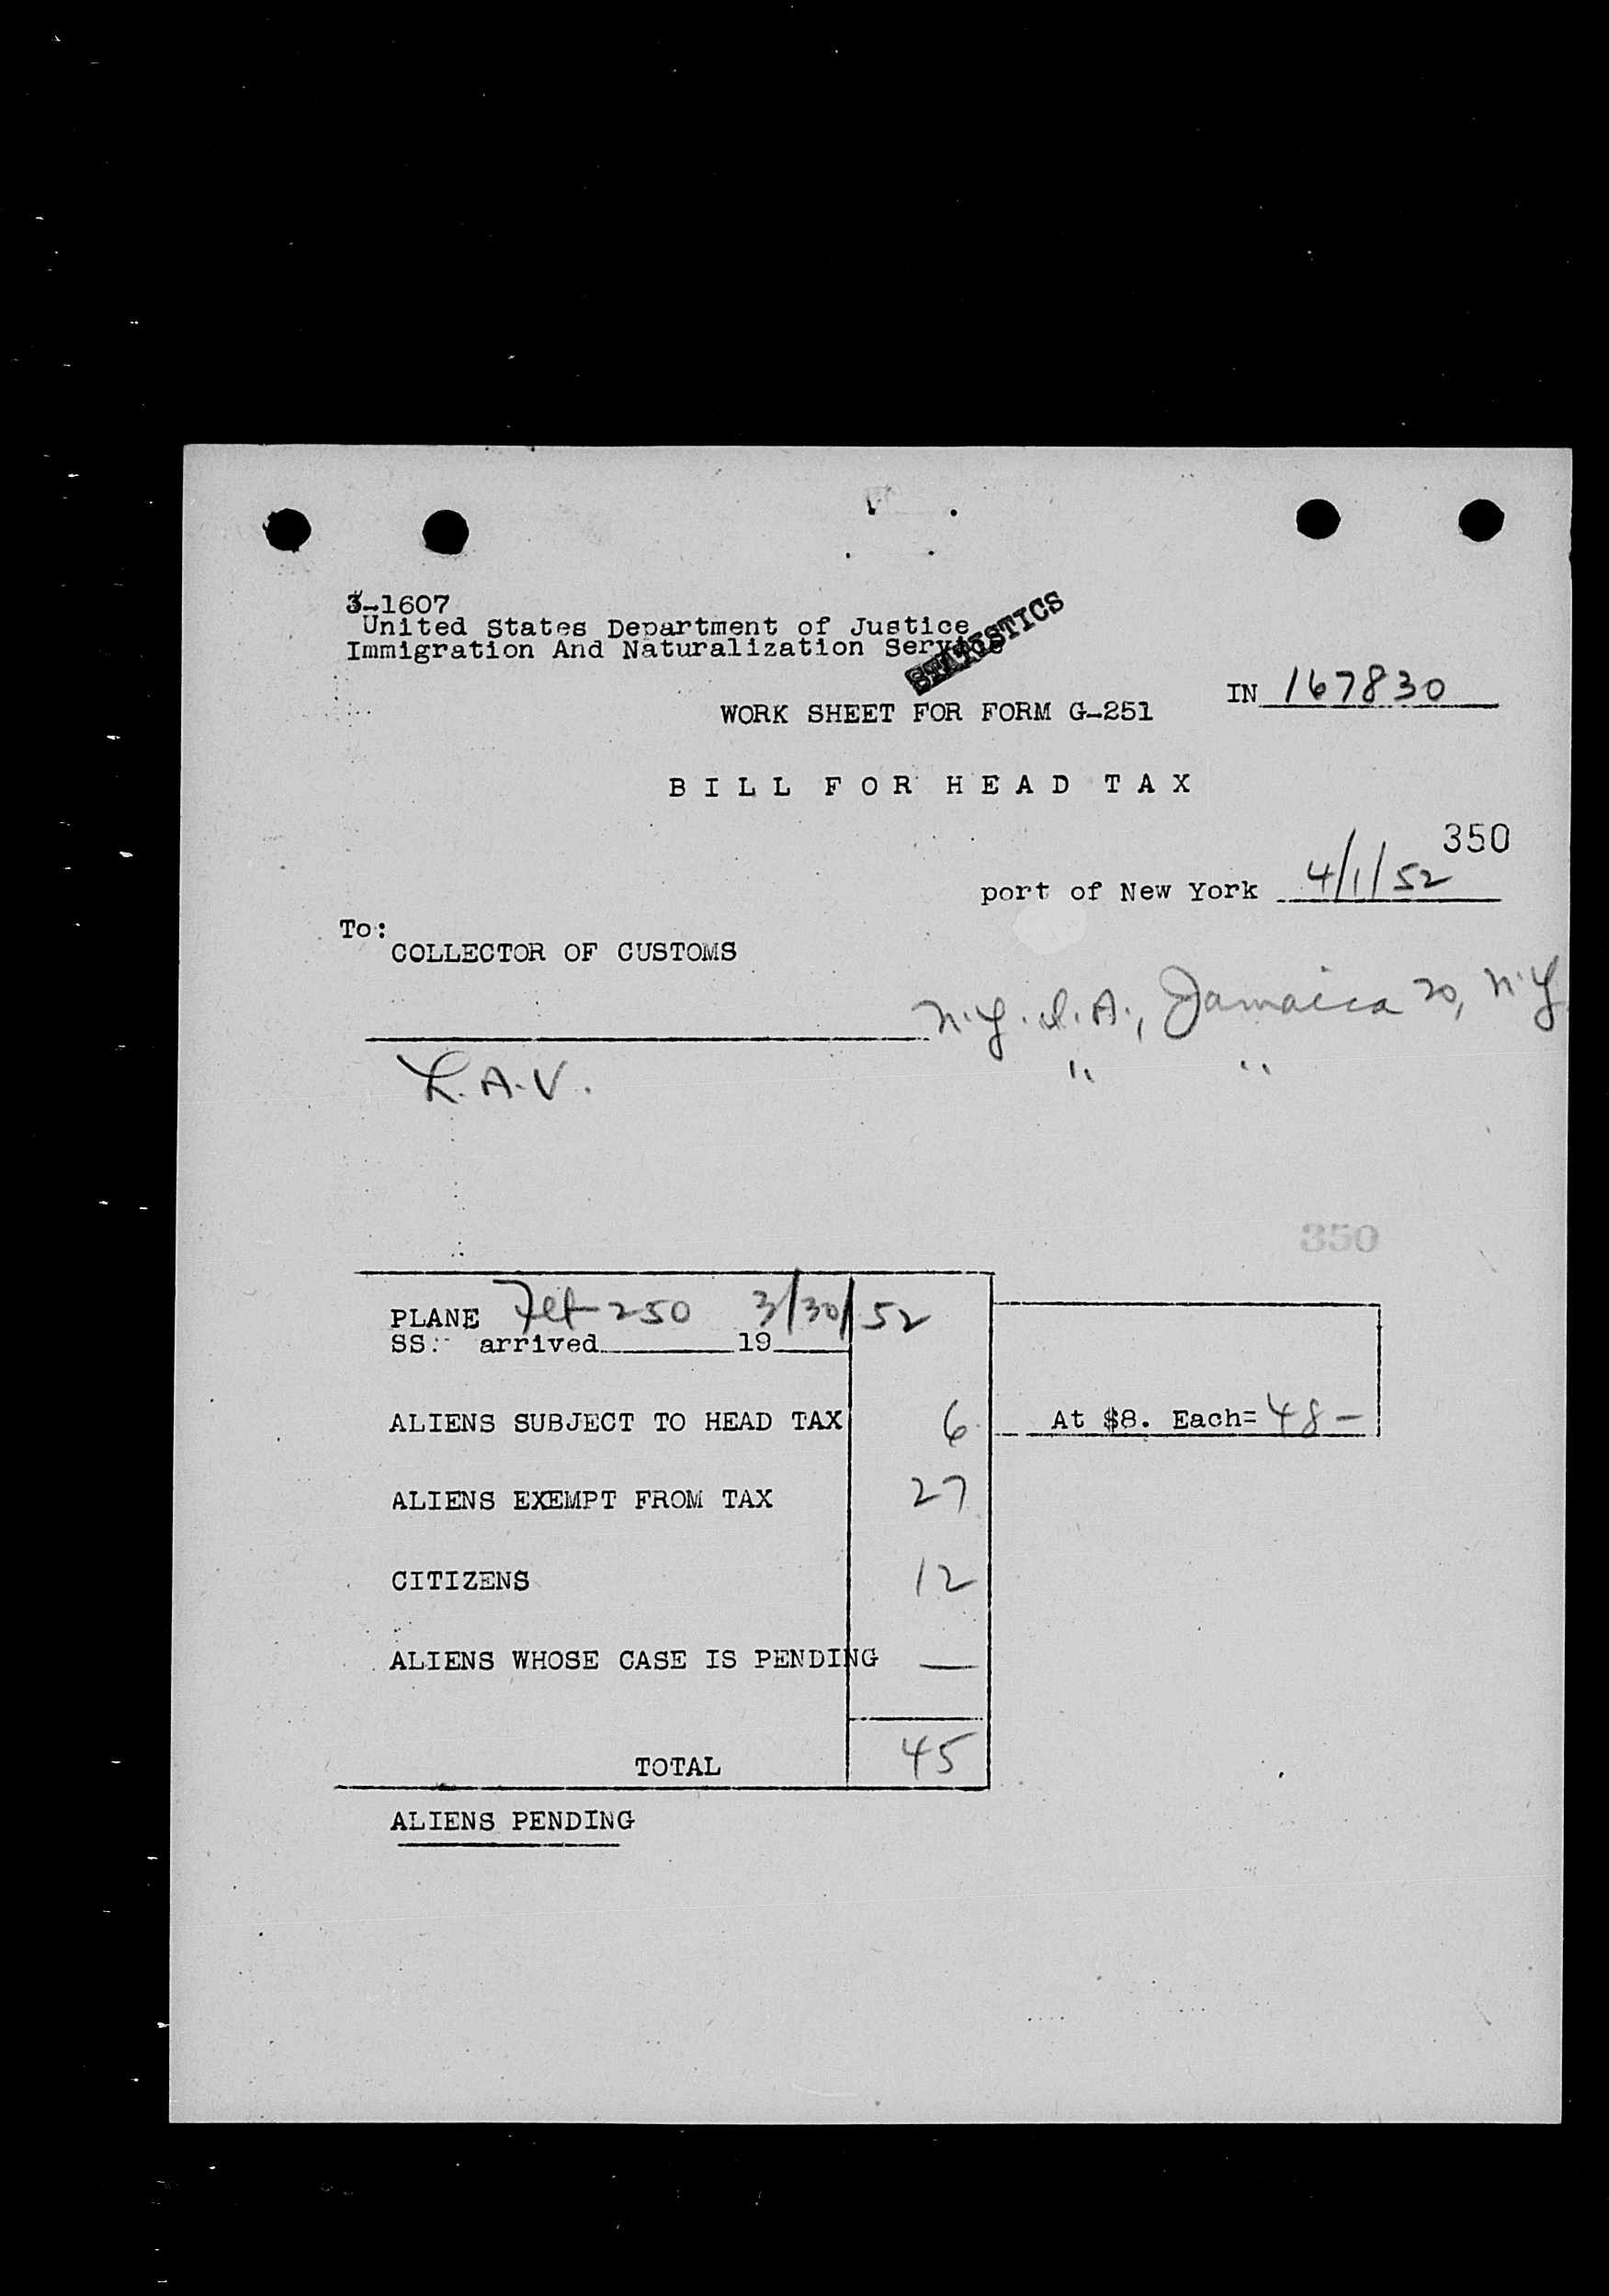 3-1607
United States Department of Justice
Immigration And Naturalization Service
STATISTICS
IN 167830
WORK SHEET FOR FORM G-251
BILL FOR HEAD TAX
350
port of New York 4/1/52
To:
COLLECTOR OF CUSTOMS
N.Y.I.A., Jamaica 20, N.Y.
L.A.V. " "
350
PLANE Flt 250 3/30/52
SS. arrived 19
ALIENS SUBJECT TO HEAD TAX 6 At $8. Each= 48 —
ALIENS EXEMPT FROM TAX 27
CITIZENS 12
ALIENS WHOSE CASE IS PENDING —
TOTAL 45
ALIENS PENDING